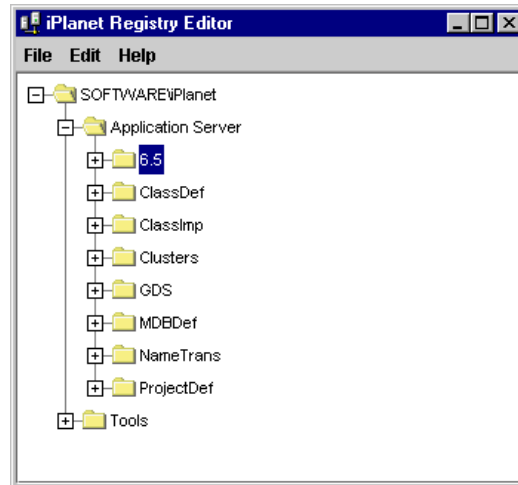 iPlanet Registry Editor
File Edit Help
SOFTWARE\iPlanet
Application Server
6.5
ClassDef
ClassImp
Clusters
GDS
MDBDef
NameTrans
ProjectDef
Tools